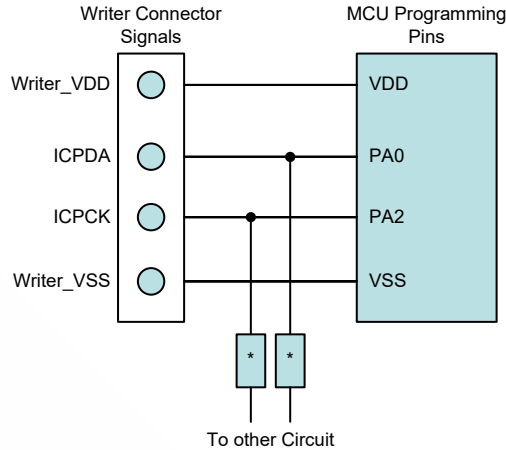 Writer Connector
Signals
MCU Programming
Pins
Writer_VDD
VDD
ICPDA
PA0
ICPCK
PA2
Writer_VSS
VSS
* *
To other Circuit